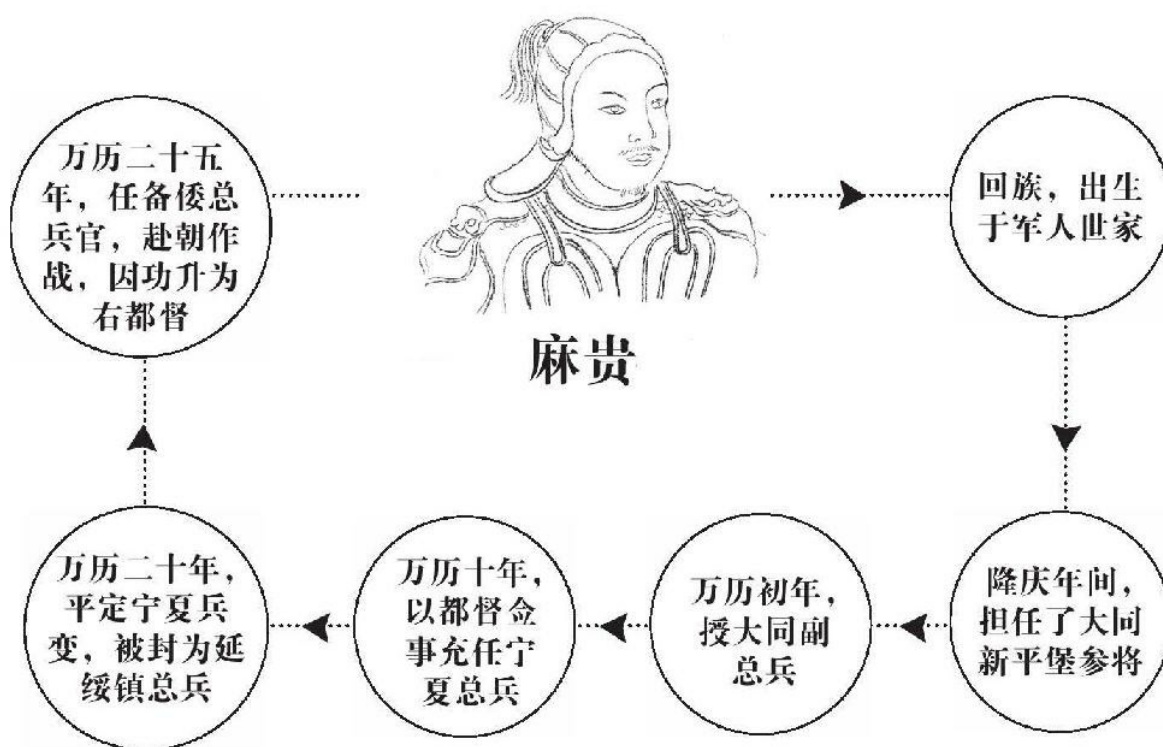 麻贵
回族，出生
于军人世家
隆庆年间，
担任了大同
新平堡参将
万历初年，
授大同副
总兵
万历十年，
以都督佥
事充任宁
夏总兵
万历二十年，
平定宁夏兵
变，被封为延
绥镇总兵
万历二十五
年，任备倭总
兵官，赴朝作
战，因功升为
右都督